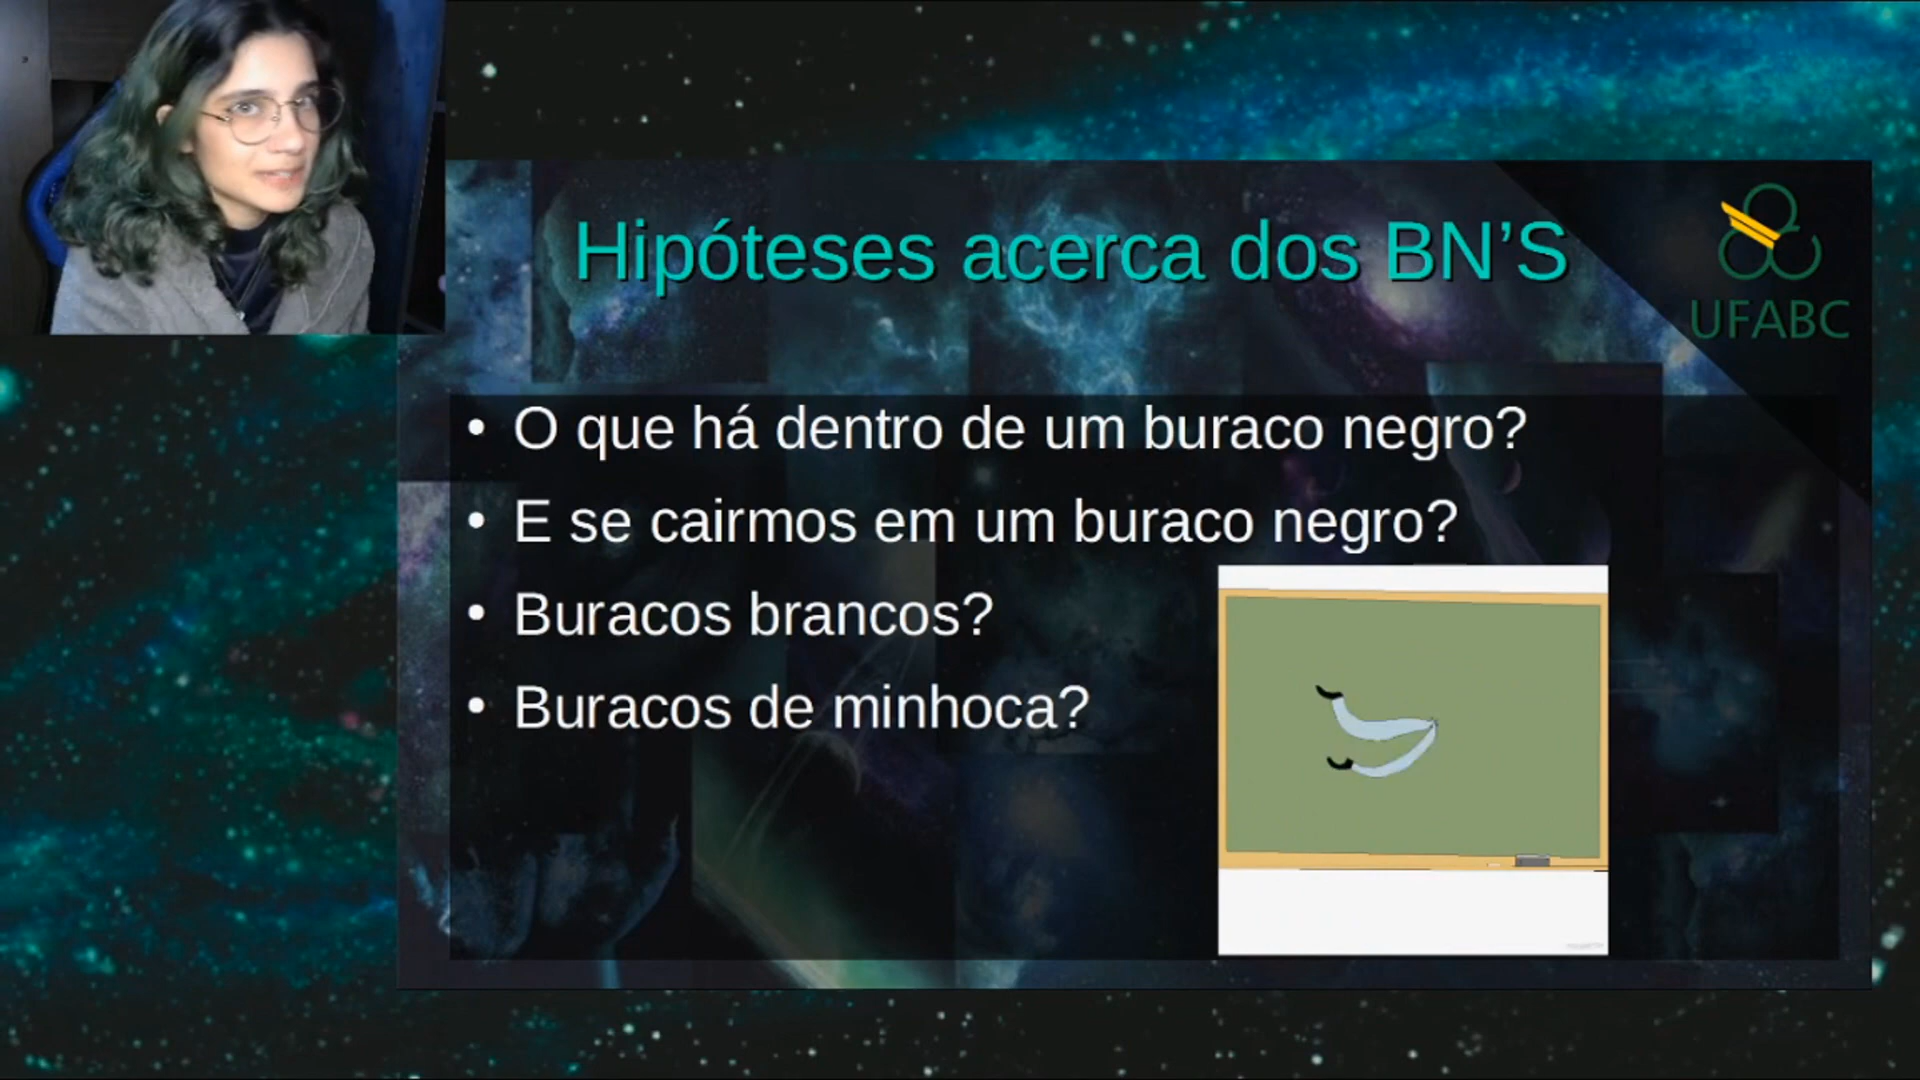 Hipóteses acerca dos BN’S
UFABC
• O que há dentro de um buraco negro?
• E se cairmos em um buraco negro?
• Buracos brancos?
• Buracos de minhoca?